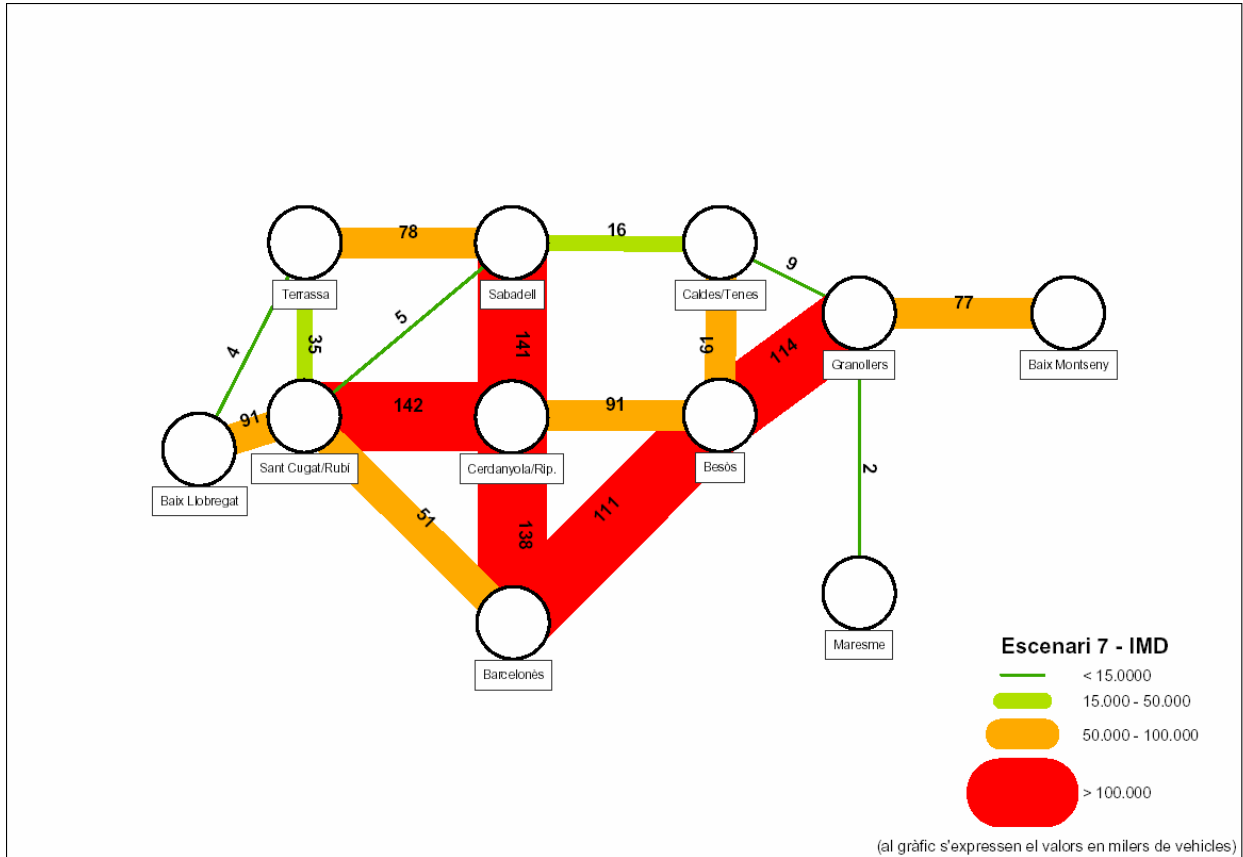 78
16
9
Terrassa
Sabadell
Caldes/Tenes
77
5
4
35
141
61
114
Granollers
Baix Montseny
91
142
91
Sant Cugat/Rubí
Cerdanyola/Rip.
Besòs
2
Baix Llobregat
51
138
111
Maresme
Barcelonès
Escenari 7 - IMD
< 15.0000
15.000 - 50.000
50.000 - 100.000
> 100.000
(al gràfic s'expressen el valors en milers de vehicles)